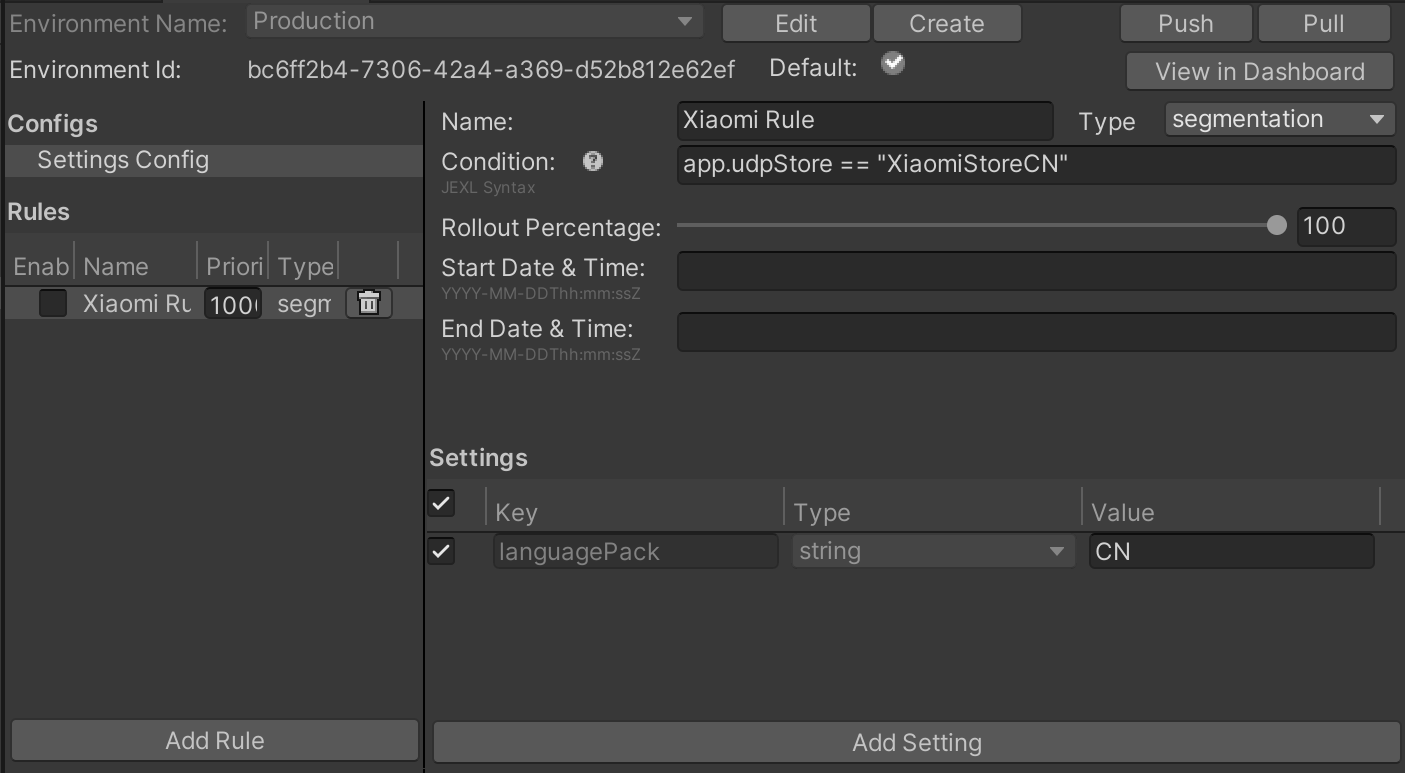 Environment Name: Production Edit Create Push Pull
Environment Id: bc6ff2b4-7306-42a4-a369-d52b812e62ef Default: View in Dashboard
Configs
Settings Config
Rules
Enab Name Priori Type
Xiaomi Ru 100 segm
Add Rule
Name: Xiaomi Rule Type segmentation
Condition: ? app.udpStore == "XiaomiStoreCN"
JEXL Syntax
Rollout Percentage: 100
Start Date & Time:
YYYY-MM-DDThh:mm:ssZ
End Date & Time:
YYYY-MM-DDThh:mm:ssZ
Settings
Key Type Value
languagePack string CN
Add Setting